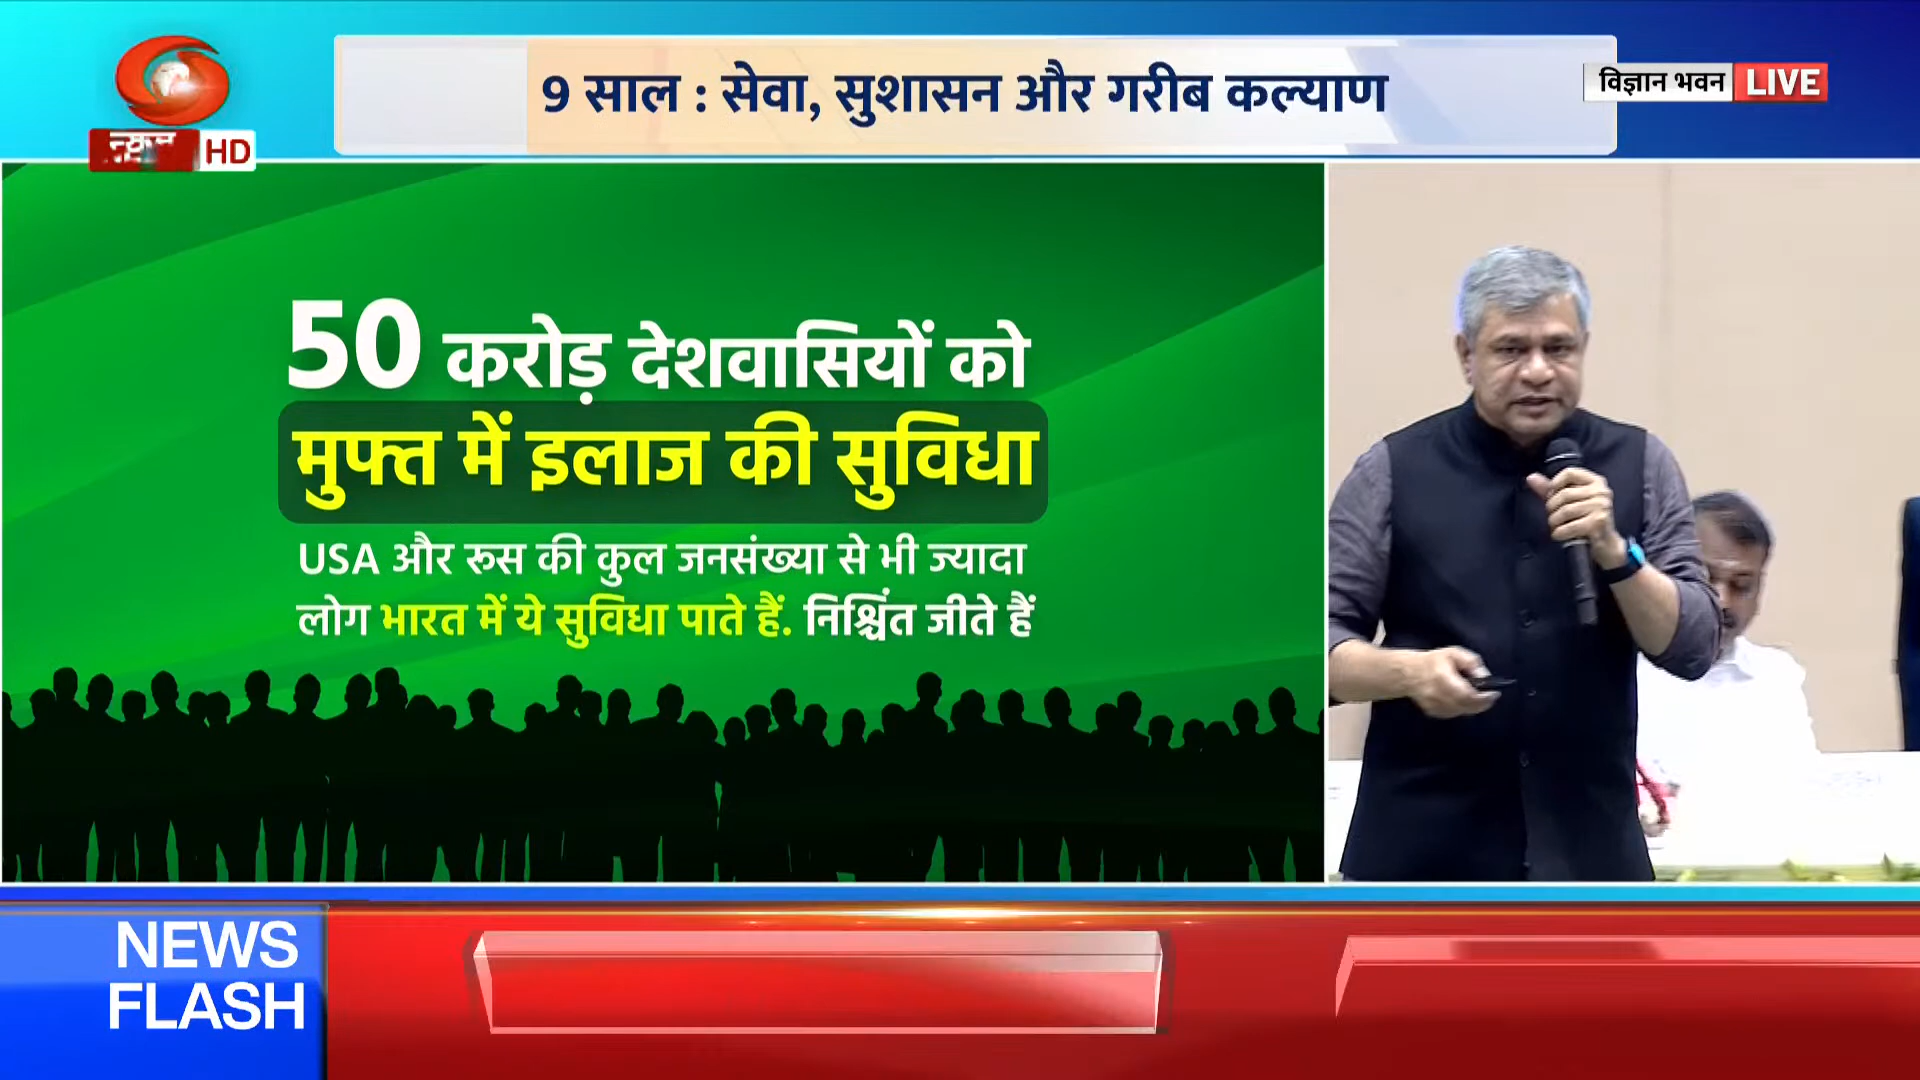 9 साल : सेवा, सुशासन और गरीब कल्याण
विज्ञान भवन LIVE
HD
50 करोड़ देशवासियों को
मुफ्त में इलाज की सुविधा
USA और रूस की कुल जनसंख्या से भी ज्यादा
लोग भारत में ये सुविधा पाते हैं. निश्चिंत जीते हैं
NEWS
FLASH